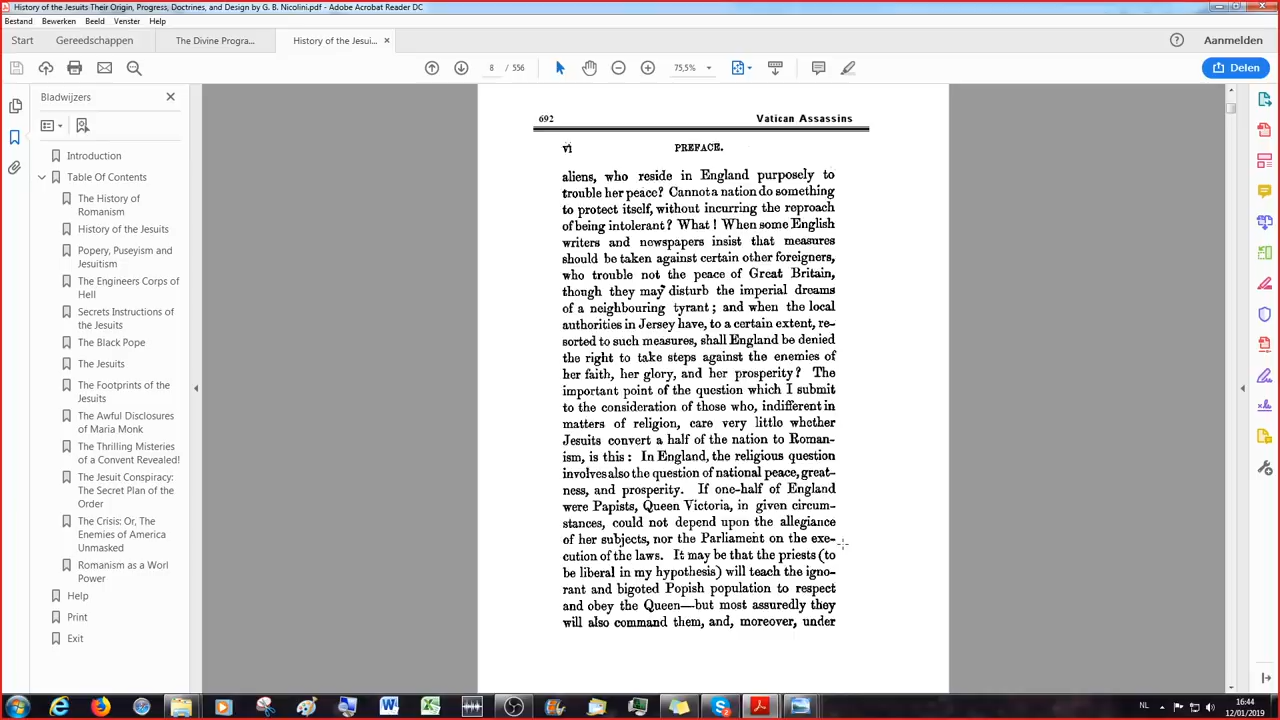 History of the Jesuits Their Origin, Progress, Doctrines, and Design by G. B. Nicolini.pdf - Adobe Acrobat Reader DC
Bestand Bewerken Beeld Venster Help
Start Gereedschappen The Divine Progra... History of the Jesui... × Aanmelden
8 / 556 75,5% Delen
Bladwijzers
Introduction
Table Of Contents
The History of
Romanism
History of the Jesuits
Popery, Puseyism and
Jesuitism
The Engineers Corps of
Hell
Secrets Instructions of
the Jesuits
The Black Pope
The Jesuits
The Footprints of the
Jesuits
The Awful Disclosures
of Maria Monk
The Thrilling Misteries
of a Convent Revealed!
The Jesuit Conspiracy:
The Secret Plan of the
Order
The Crisis: Or, The
Enemies of America
Unmasked
Romanism as a Worl
Power
Help
Print
Exit
692 Vatican Assassins
vi PREFACE.
aliens, who reside in England purposely to
trouble her peace? Cannot a nation do something
to protect itself, without incurring the reproach
of being intolerant? What! When some English
writers and nowspapers insist that measures
should be taken against certain other foreigners,
who trouble not the peace of Great Britain,
though they may disturb the imperial dreams
of a neighbouring tyrant; and when the local
authorities in Jersey have, to a certain extent, re-
sorted to such measures, shall England be denied
the right to take steps against the enemies of
her faith, her glory, and her prosperity? The
important point of the question which I submit
to the consideration of those who, indifferent in
matters of religion, care very little whether
Jesuits convert a half of the nation to Roman-
ism, is this: In England, the religious question
involves also the question of national peace, great-
ness, and prosperity. If one-half of England
were Papists, Queen Victoria, in given circum-
stances, could not depend upon the allegiance
of her subjects, nor the Parliament on the exe-
cution of the laws. It may be that the priests (to
be liberal in my hypothesis) will teach the igno-
rant and bigoted Popish population to respect
and obey the Queen—but most assuredly they
will also command them, and, moreover, under
NL 16:44
12/01/2019